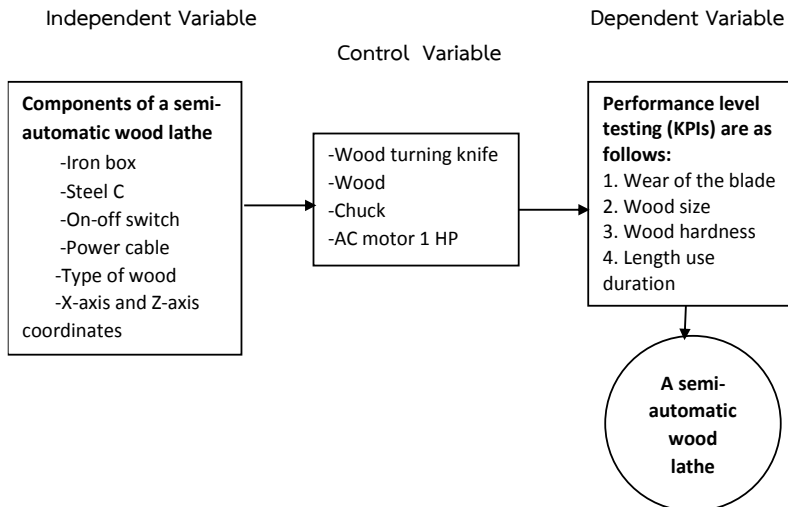 Independent Variable
Control Variable
Dependent Variable
Components of a semi-
automatic wood lathe
-Iron box
-Steel C
-On-off switch
-Power cable
-Type of wood
-X-axis and Z-axis
coordinates
-Wood turning knife
-Wood
-Chuck
-AC motor 1 HP
Performance level
testing (KPIs) are as
follows:
1. Wear of the blade
2. Wood size
3. Wood hardness
4. Length use
duration
A semi-
automatic
wood
lathe